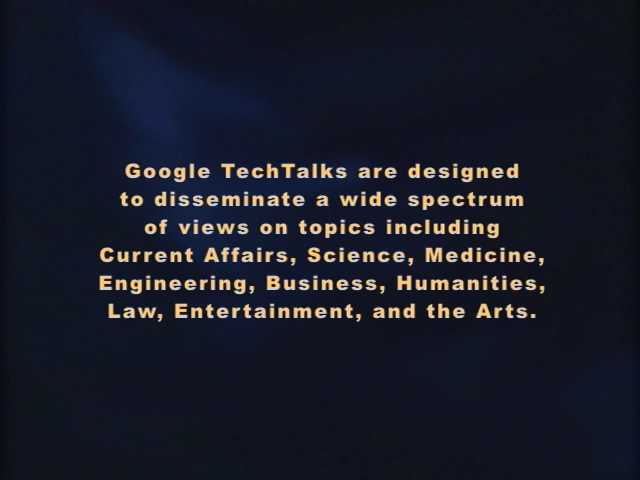 Google TechTalks are designed
to disseminate a wide spectrum
of views on topics including
Current Affairs, Science, Medicine,
Engineering, Business, Humanities,
Law, Entertainment, and the Arts.